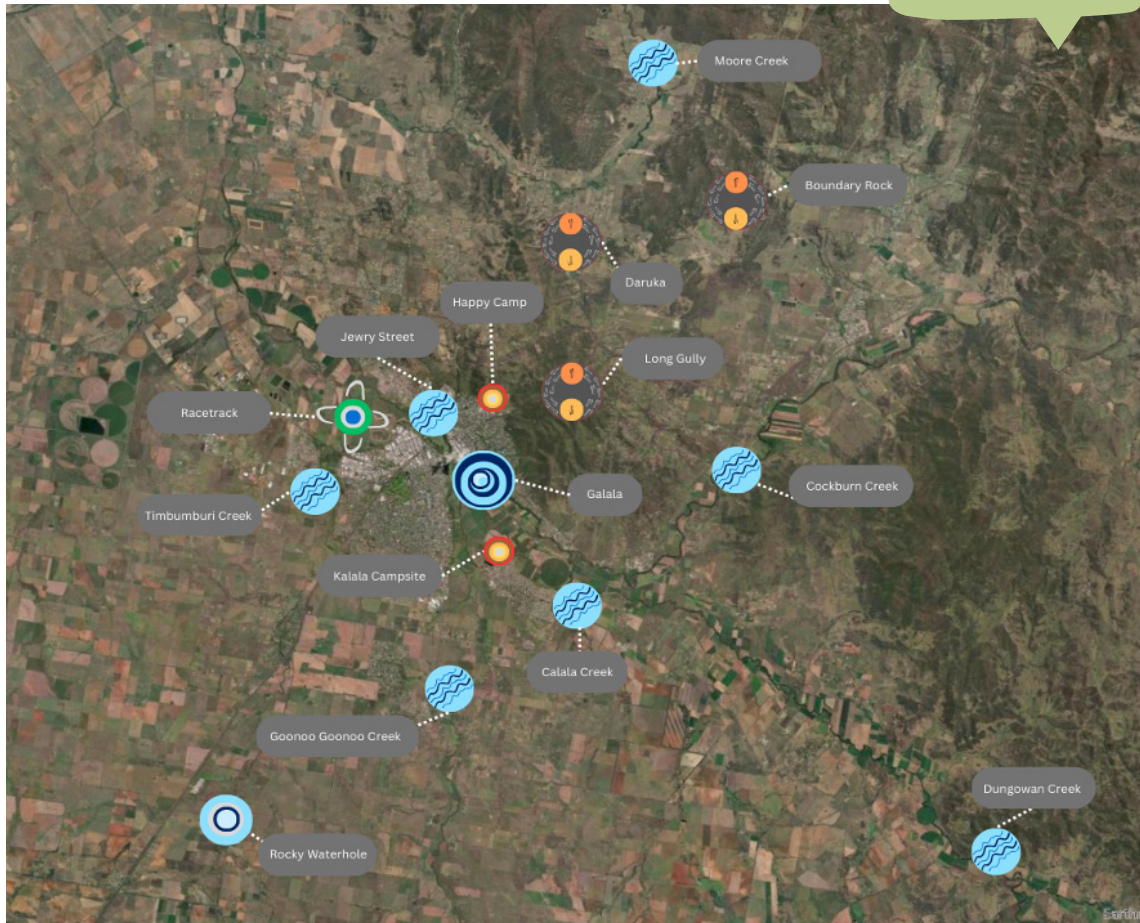 Moore Creek
Boundary Rock
Daruka
Happy Camp
Jewry Street
Long Gully
Racetrack
Cockburn Creek
Galala
Timbumburi Creek
Kalala Campsite
Calala Creek
Goonoo Goonoo Creek
Dungowan Creek
Rocky Waterhole
Earth